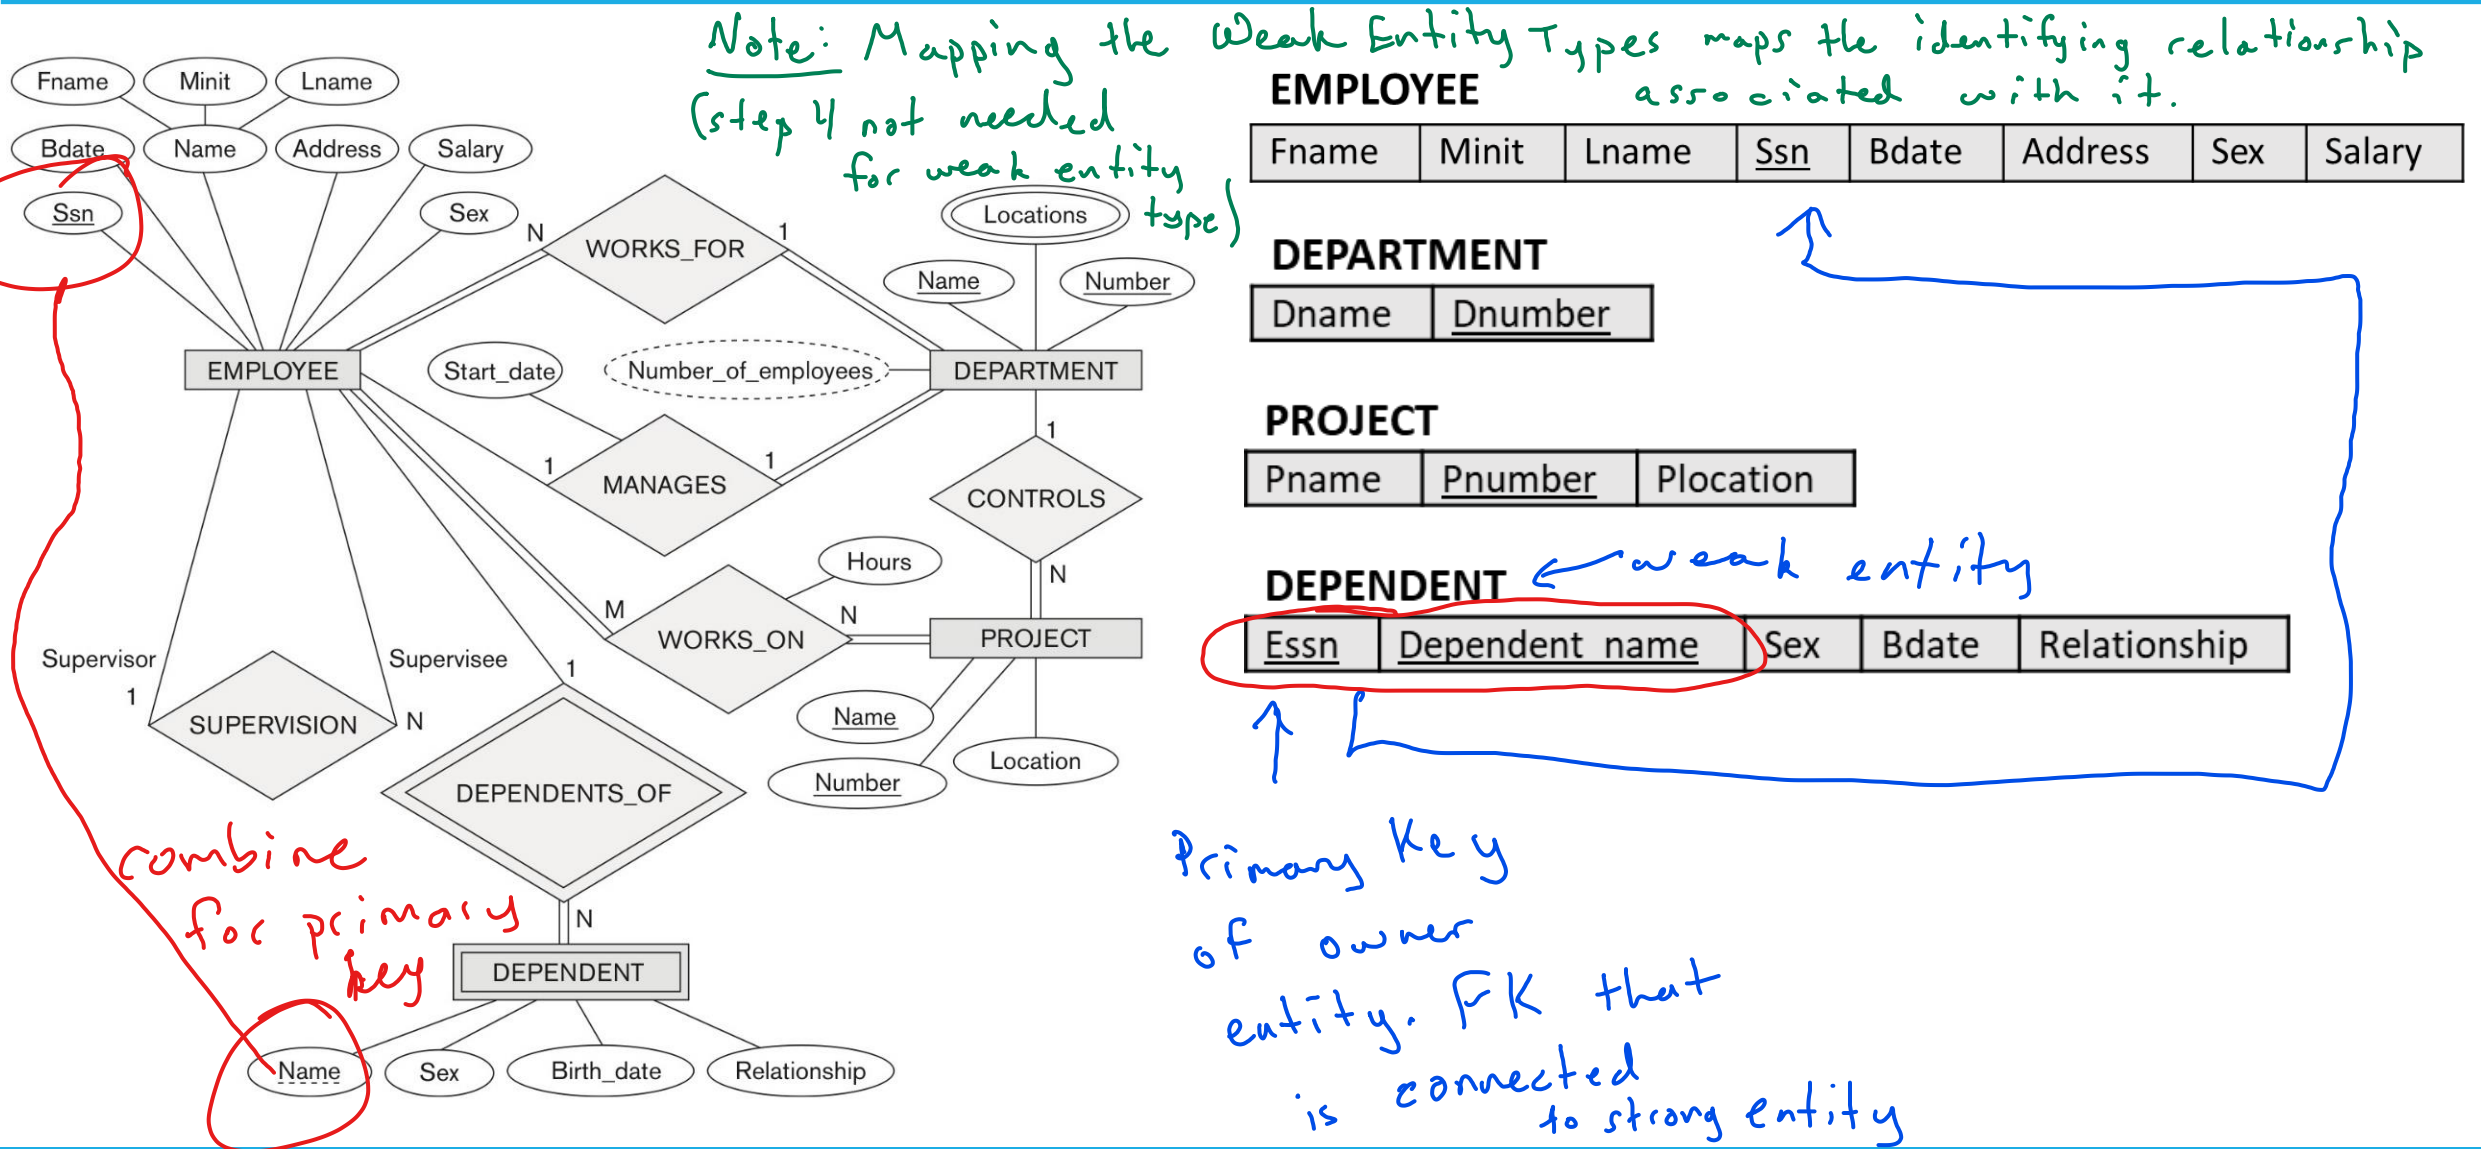 Note: Mapping the Weak Entity Types maps the identifying relationship
associated with it.
(step 4 not needed
for weak entity
type)
Fname Minit Lname
Bdate Name Address Salary
Ssn Sex
N WORKS_FOR 1
Locations
Name Number
EMPLOYEE Start_date Number_of_employees DEPARTMENT
1 MANAGES 1
1
CONTROLS
N
Hours
M WORKS_ON N PROJECT
Supervisor Supervisee
1 SUPERVISION N
1
Name
Number
Location
DEPENDENTS_OF
N
DEPENDENT
Name Sex Birth_date Relationship
combine
for primary
key
EMPLOYEE
Fname Minit Lname Ssn Bdate Address Sex Salary
DEPARTMENT
Dname Dnumber
PROJECT
Pname Pnumber Plocation
DEPENDENT weak entity
Essn Dependent_name Sex Bdate Relationship
Primary Key
of owner
entity. FK that
is connected
to strong entity